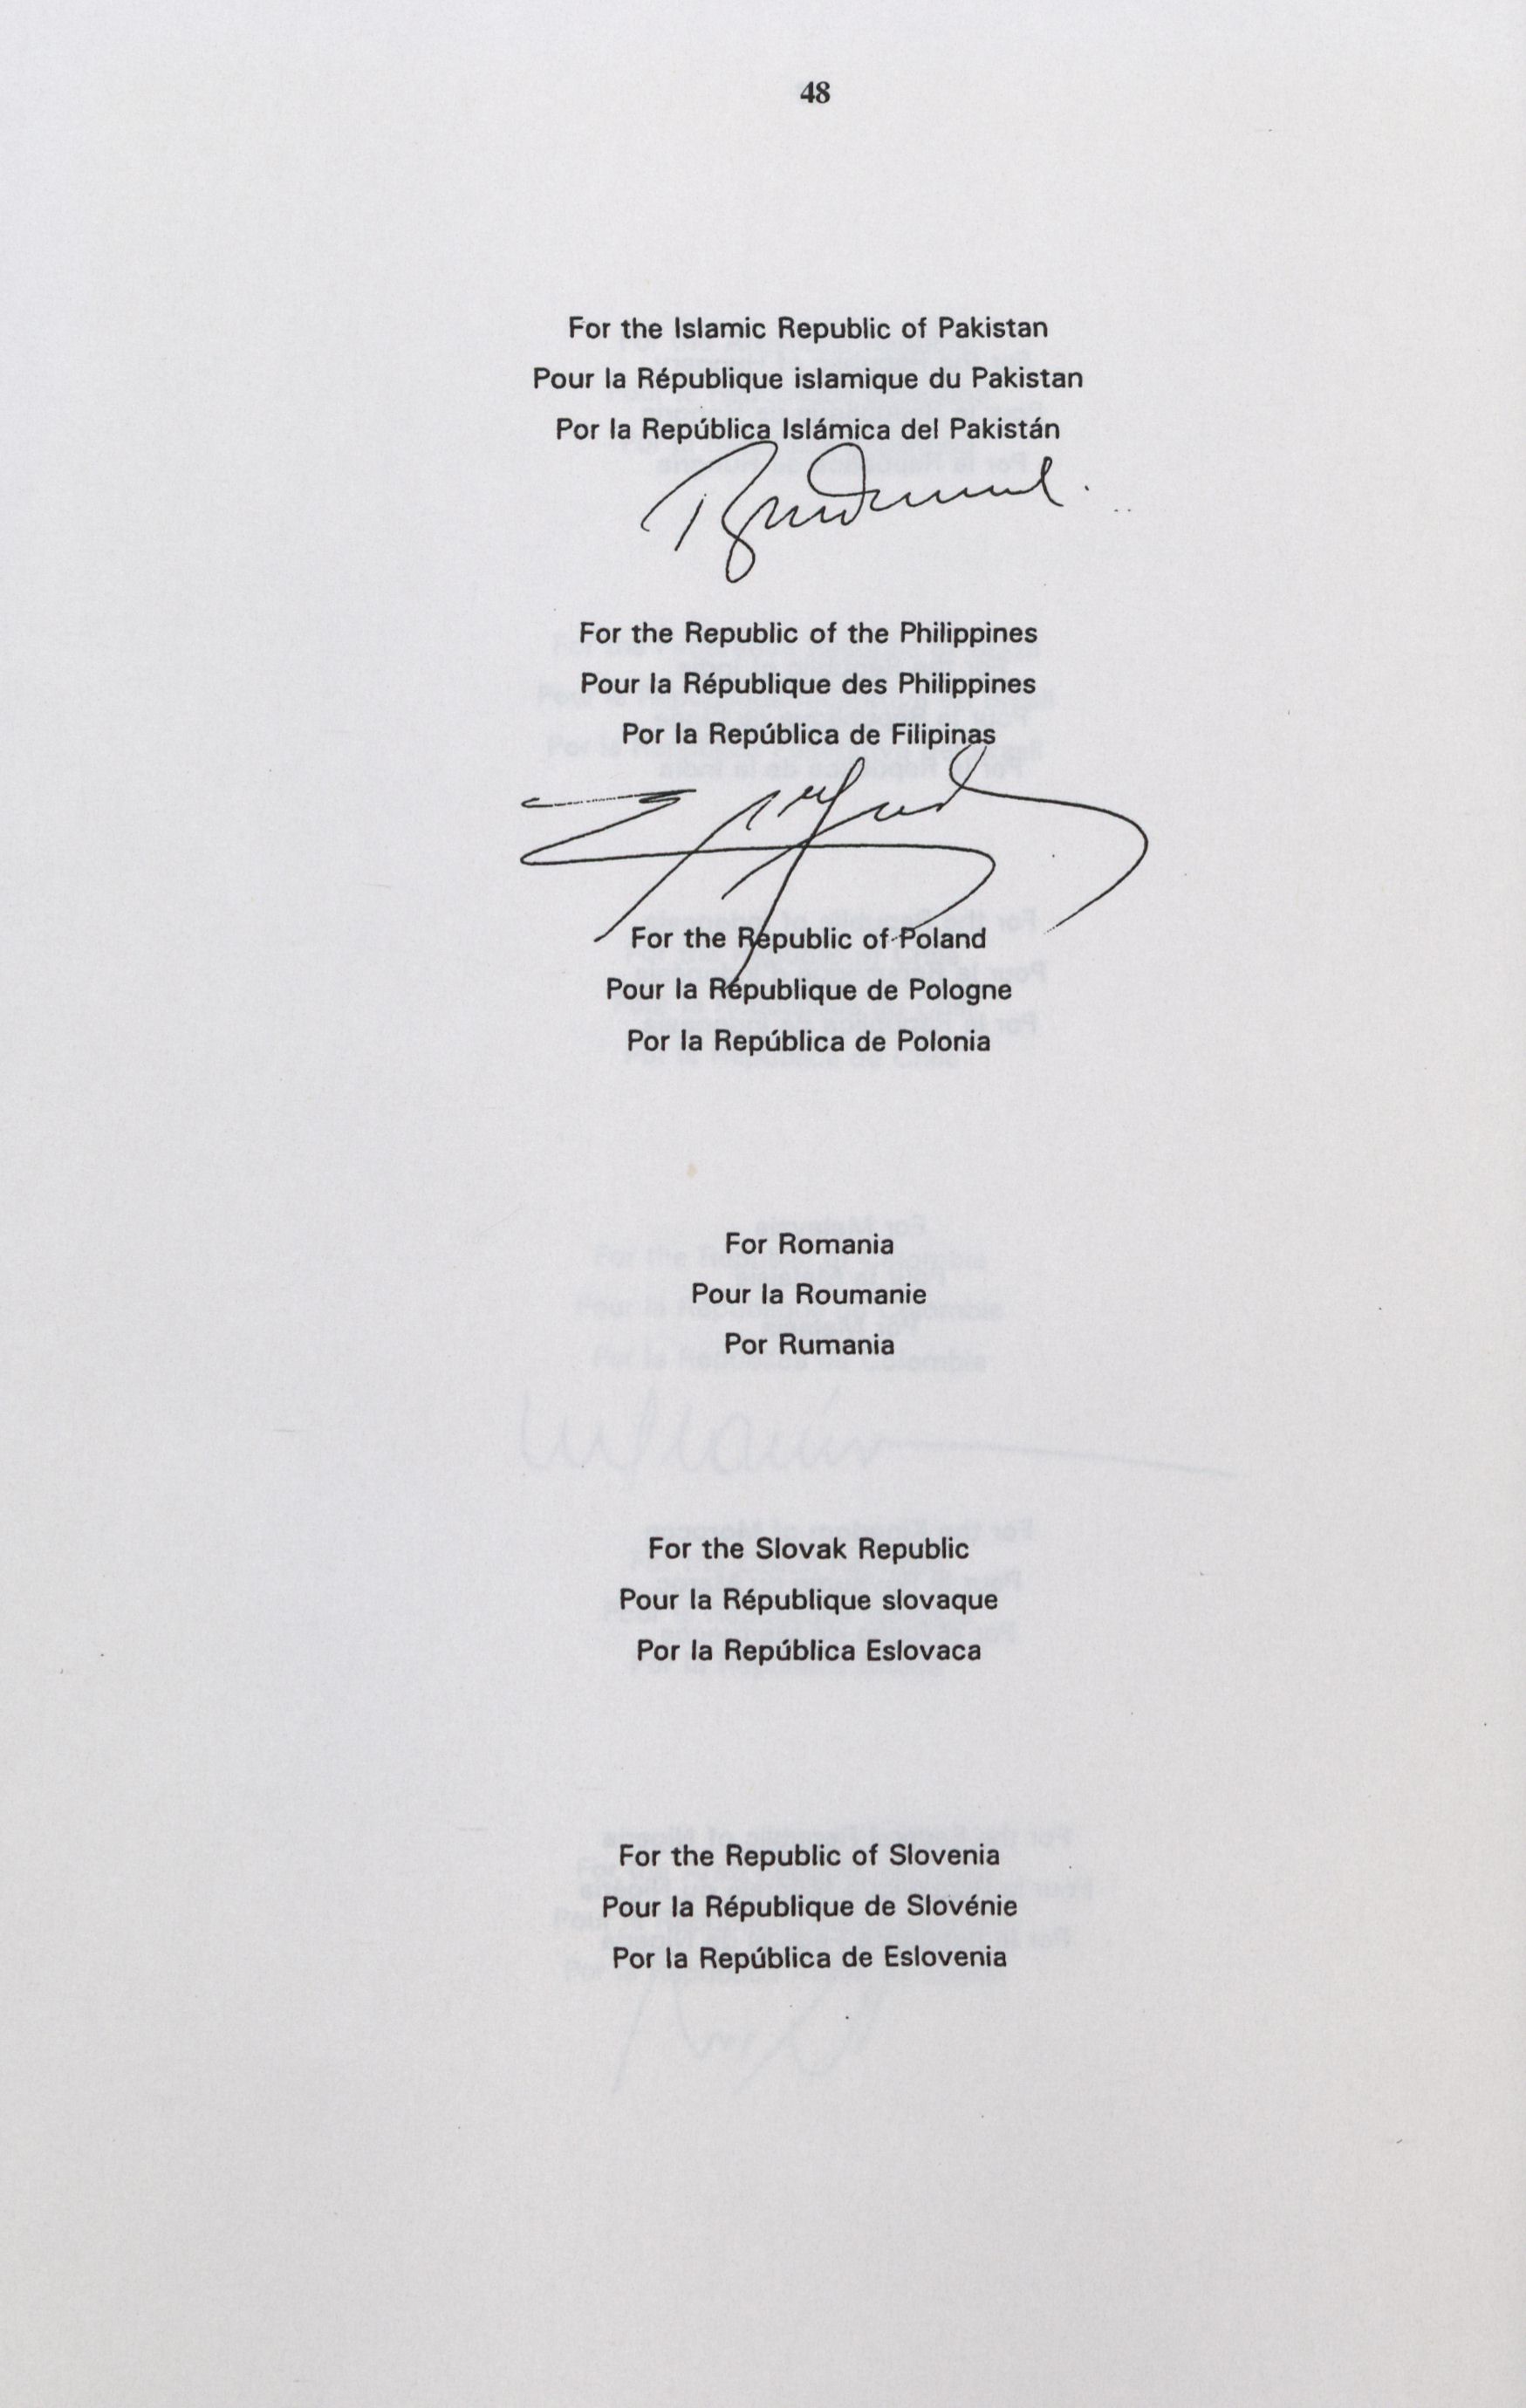 48
For the Islamic Republic of Pakistan
Pour la République islamique du Pakistan
Por la República Islámica del Pakistán
For the Republic of the Philippines
Pour la République des Philippines
Por la República de Filipinas
For the Republic of Poland
Pour la République de Pologne
Por la República de Polonia
For Romania
Pour la Roumanie
Por Rumania
For the Slovak Republic
Pour la République slovaque
Por la República Eslovaca
For the Republic of Slovenia
Pour la République de Slovénie
Por la República de Eslovenia